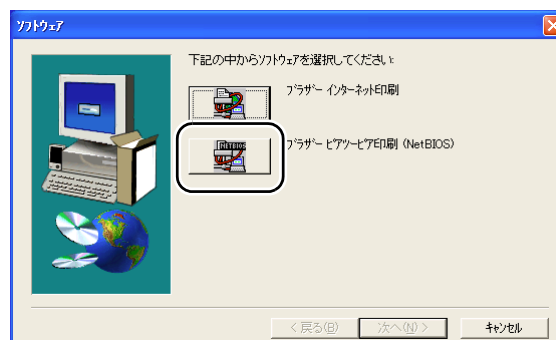 ソフトウェア
下記の中からソフトウェアを選択してください:
ブラザー インターネット印刷
NETBIOS
ブラザー ピアツーピア印刷 (NetBIOS)
< 戻る(B)
次へ(N) >
キャンセル